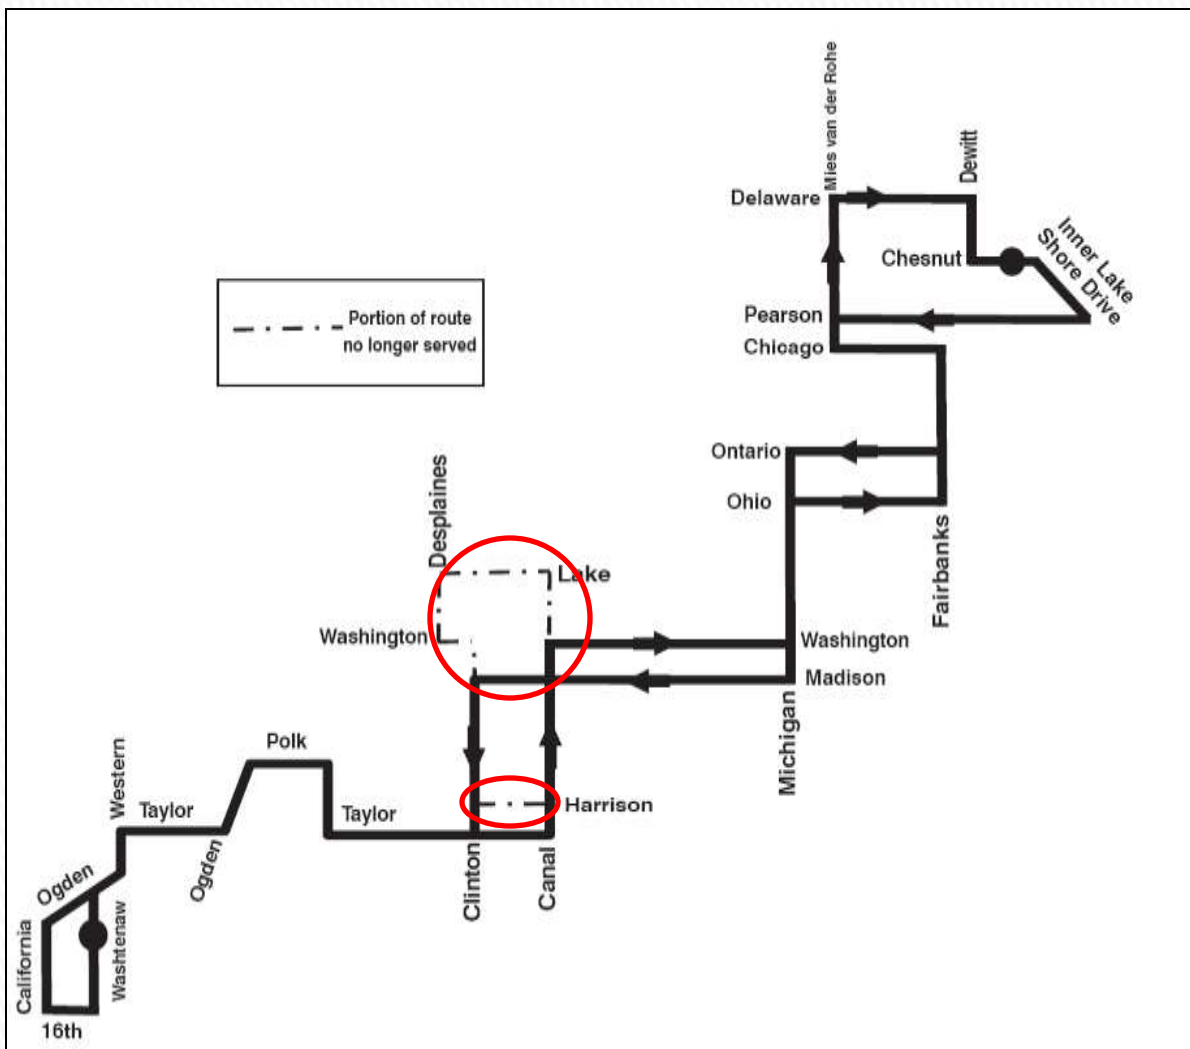 Mies van der Rohe
Dewitt
Delaware
Inner Lake
Shore Drive
Chesnut
Pearson
Chicago
Portion of route
no longer served
Ontario
Ohio
Fairbanks
Desplaines
Lake
Washington
Washington
Madison
Michigan
Polk
Western
Taylor
Taylor
Harrison
Ogden
Clinton
Canal
Ogden
California
Washtenaw
16th